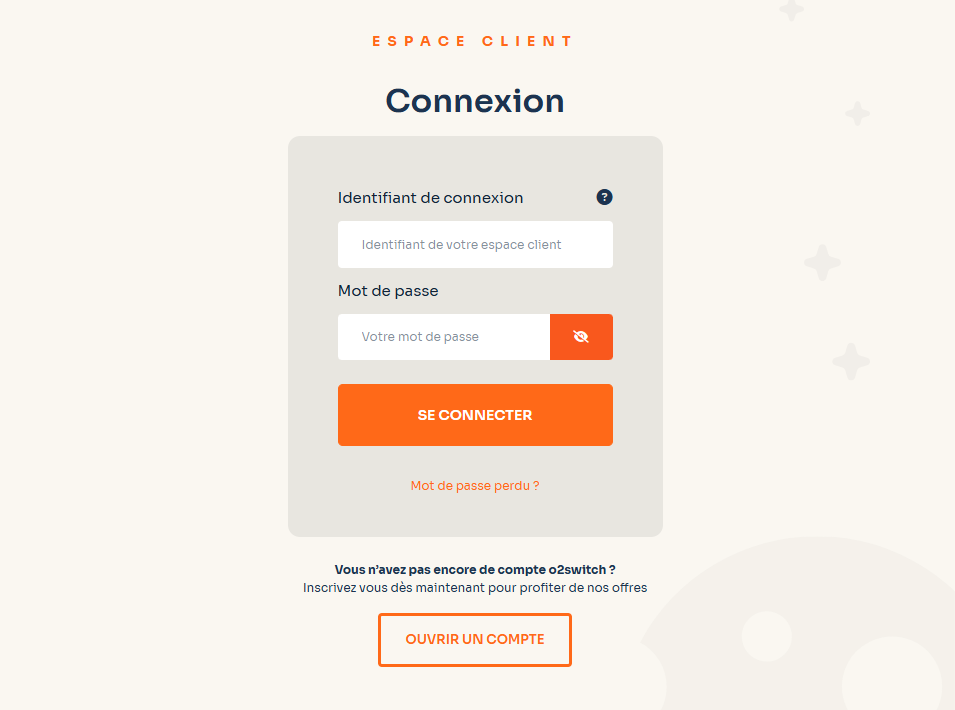 ESPACE CLIENT
Connexion
Identifiant de connexion ?
Identifiant de votre espace client
Mot de passe
Votre mot de passe
SE CONNECTER
Mot de passe perdu ?
Vous n’avez pas encore de compte o2switch ?
Inscrivez vous dès maintenant pour profiter de nos offres
OUVRIR UN COMPTE